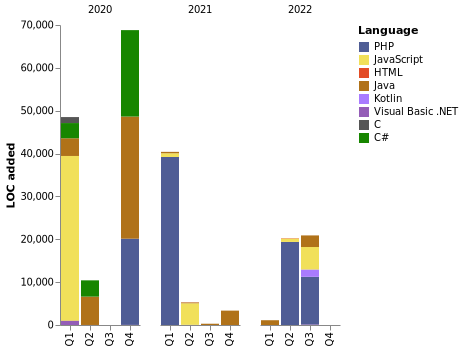 2020 2021 2022
LOC added
70,000
60,000
50,000
40,000
30,000
20,000
10,000
0
Q1 Q2 Q3 Q4 Q1 Q2 Q3 Q4 Q1 Q2 Q3 Q4
Language
PHP
JavaScript
HTML
Java
Kotlin
Visual Basic .NET
C
C#